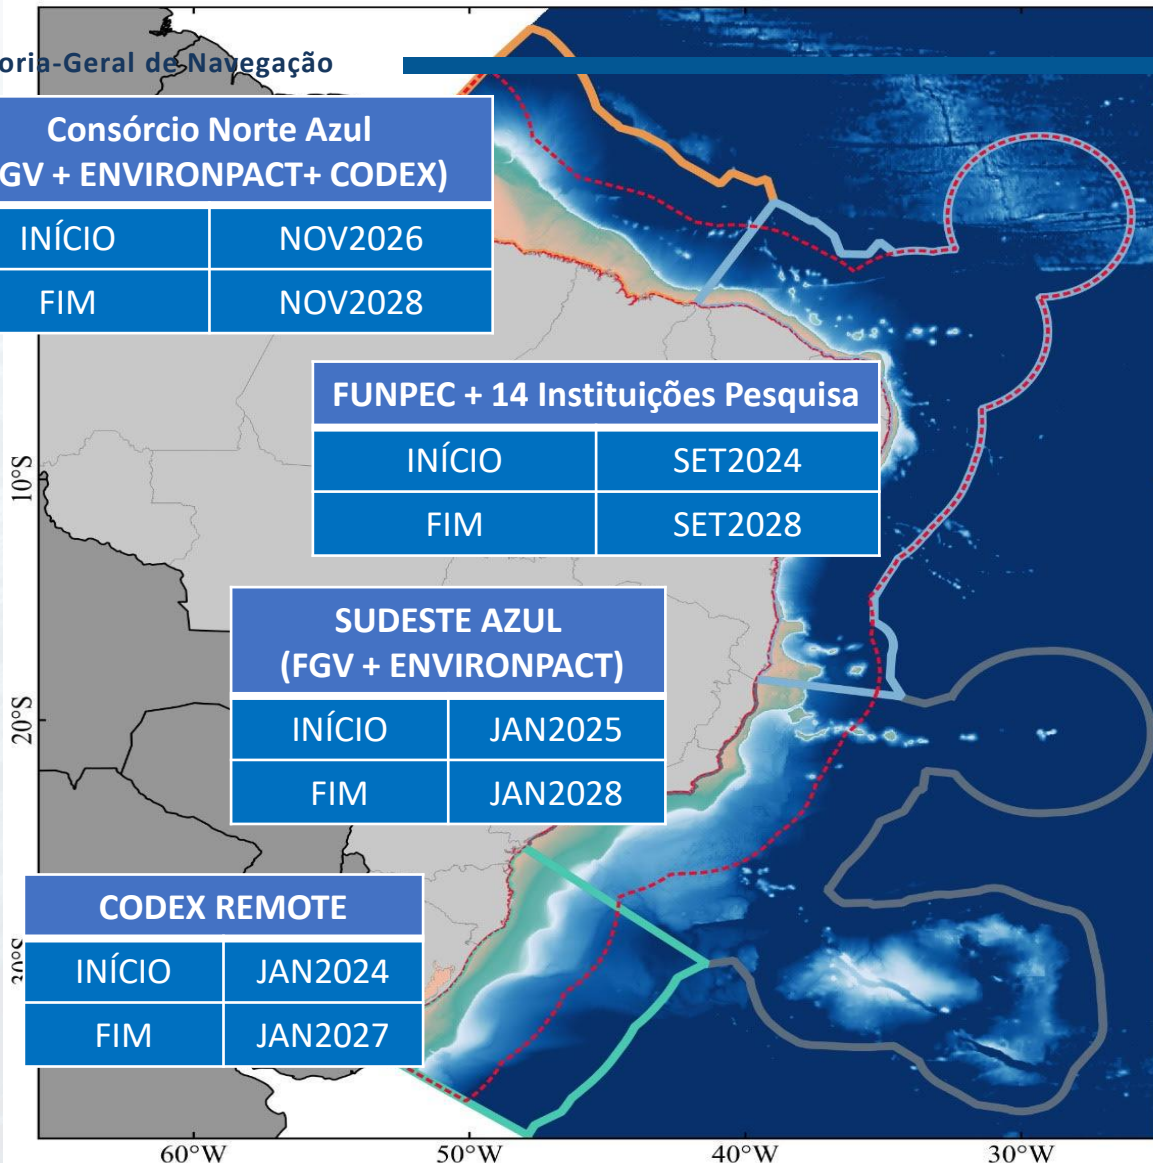 oria-Geral de Navegação
Consórcio Norte Azul
GV + ENVIRONPACT+ CODEX)
INÍCIO NOV2026
FIM NOV2028
FUNPEC + 14 Instituições Pesquisa
INÍCIO SET2024
FIM SET2028
10°S
SUDESTE AZUL
(FGV + ENVIRONPACT)
INÍCIO JAN2025
FIM JAN2028
20°S
CODEX REMOTE
INÍCIO JAN2024
FIM JAN2027
60°W 50°W 40°W 30°W